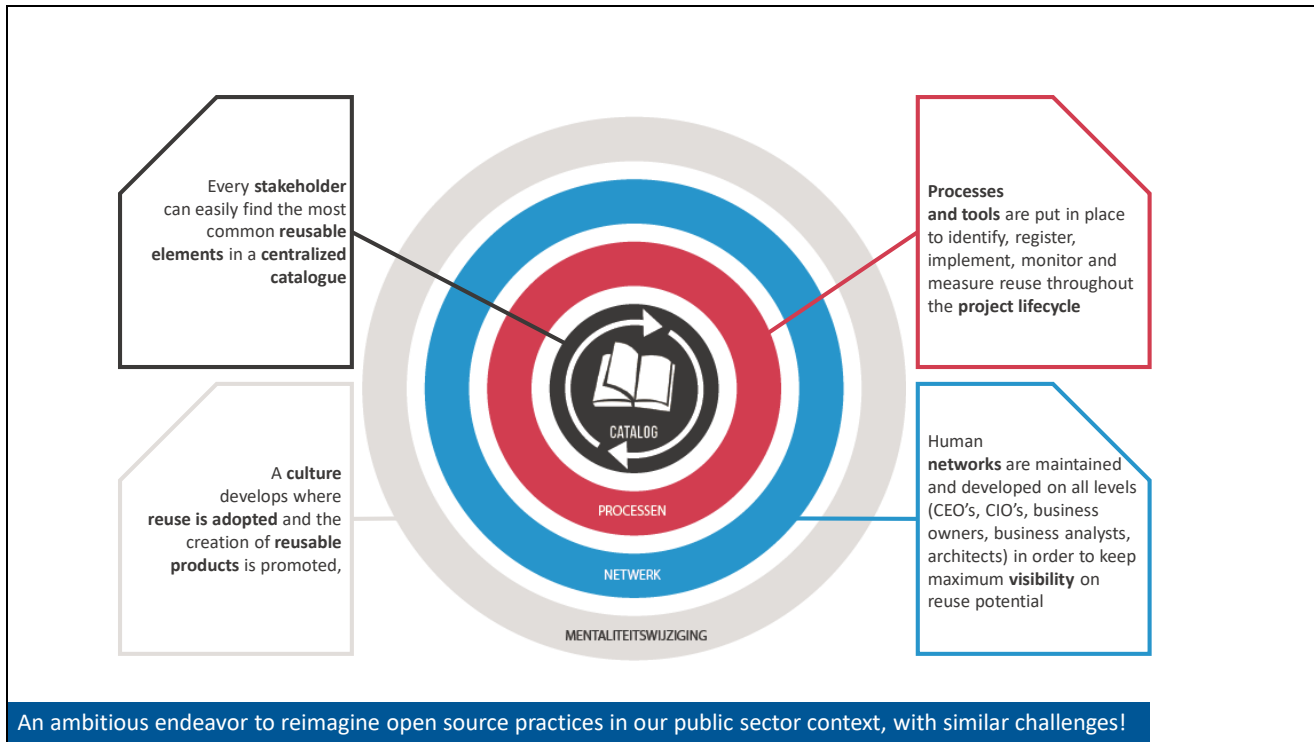 Every stakeholder
can easily find the most
common reusable
elements in a centralized
catalogue
Processes
and tools are put in place
to identify, register,
implement, monitor and
measure reuse throughout
the project lifecycle
A culture
develops where
reuse is adopted and the
creation of reusable
products is promoted,
Human
networks are maintained
and developed on all levels
(CEO’s, CIO’s, business
owners, business analysts,
architects) in order to keep
maximum visibility on
reuse potential
CATALOG
PROCESSEN
NETWERK
MENTALITEITSWIJZIGING
An ambitious endeavor to reimagine open source practices in our public sector context, with similar challenges!